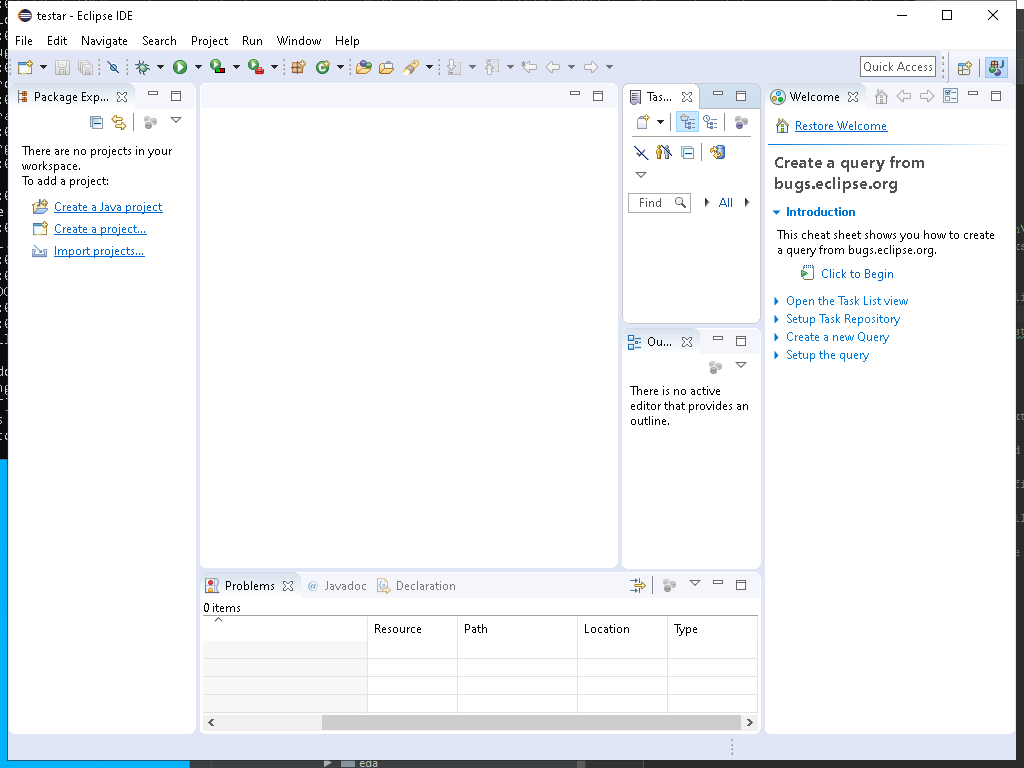 testar - Eclipse IDE
File Edit Navigate Search Project Run Window Help
Quick Access
Package Exp...
There are no projects in your
workspace.
To add a project:
Create a Java project
Create a project...
Import projects...
Tas...
Find
All
Ou...
There is no active
editor that provides an
outline.
Welcome
Restore Welcome
Create a query from
bugs.eclipse.org
Introduction
This cheat sheet shows you how to create
a query from bugs.eclipse.org.
Click to Begin
Open the Task List view
Setup Task Repository
Create a new Query
Setup the query
Problems @ Javadoc Declaration
0 items
Resource Path Location Type
eda